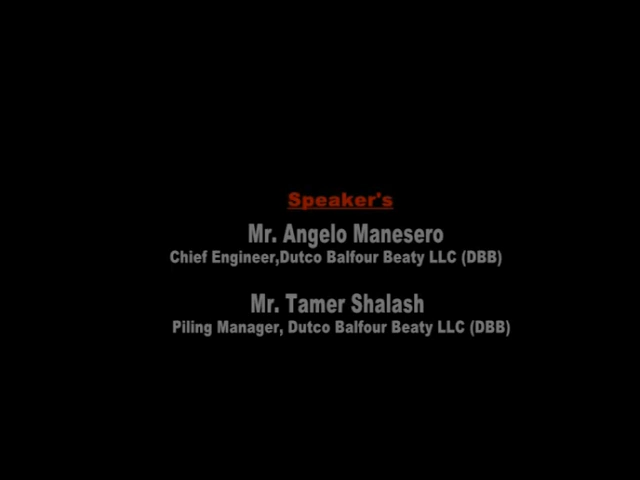 Speaker's
Mr. Angelo Manesero
Chief Engineer,Dutco Balfour Beaty LLC (DBB)
Mr. Tamer Shalash
Piling Manager, Dutco Balfour Beaty LLC (DBB)